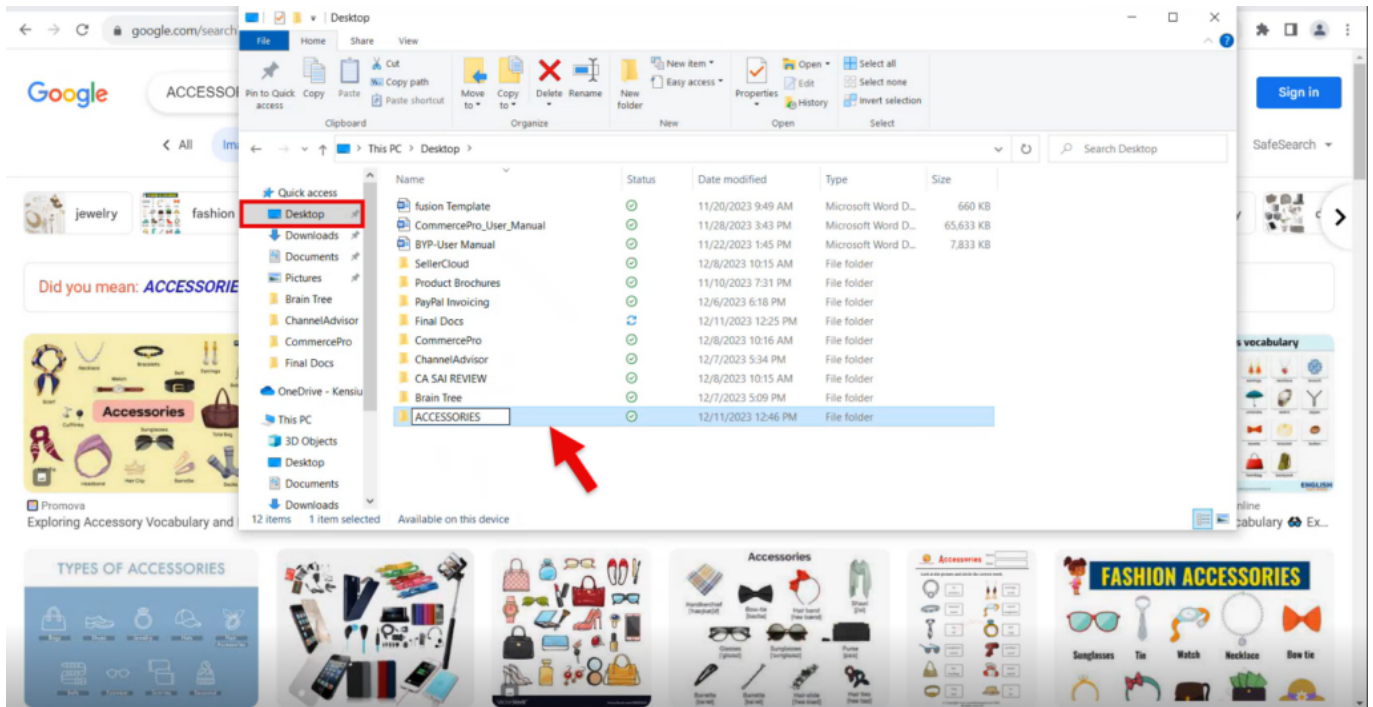 Desktop
google.com/search
File Home Share View
Pin to Quick access
Copy
Paste
Cut
Copy path
Paste shortcut
Clipboard
Move to
Copy to
Delete
Rename
Organize
New folder
New item
Easy access
New
Properties
Open
Edit
History
Open
Select all
Select none
Invert selection
Select
Google
ACCESSOR
Sign in
All
Ima
This PC > Desktop >
Search Desktop
SafeSearch
jewelry
fashion
Quick access
Desktop
Downloads
Documents
Pictures
Brain Tree
ChannelAdvisor
CommercePro
Final Docs
OneDrive - Kensiu
This PC
3D Objects
Desktop
Documents
Downloads
Name Status Date modified Type Size
fusion Template 11/20/2023 9:49 AM Microsoft Word D... 660 KB
CommercePro_User_Manual 11/28/2023 3:43 PM Microsoft Word D... 65,633 KB
BYP-User Manual 11/22/2023 1:45 PM Microsoft Word D... 7,833 KB
SellerCloud 12/8/2023 10:15 AM File folder
Product Brochures 11/10/2023 7:31 PM File folder
PayPal Invoicing 12/6/2023 6:18 PM File folder
Final Docs 12/11/2023 12:25 PM File folder
CommercePro 12/8/2023 10:16 AM File folder
ChannelAdvisor 12/7/2023 5:34 PM File folder
CA SAI REVIEW 12/8/2023 10:15 AM File folder
Brain Tree 12/7/2023 5:09 PM File folder
ACCESSORIES 12/11/2023 12:46 PM File folder
12 items 1 item selected Available on this device
Did you mean: ACCESSORIE
Accessories
s vocabulary
ENGLISH
Promova
Exploring Accessory Vocabulary and
nline
cabulary Ex...
TYPES OF ACCESSORIES
Accessories
Accessories
FASHION ACCESSORIES
Sunglasses Tie Watch Necklace Bow tie